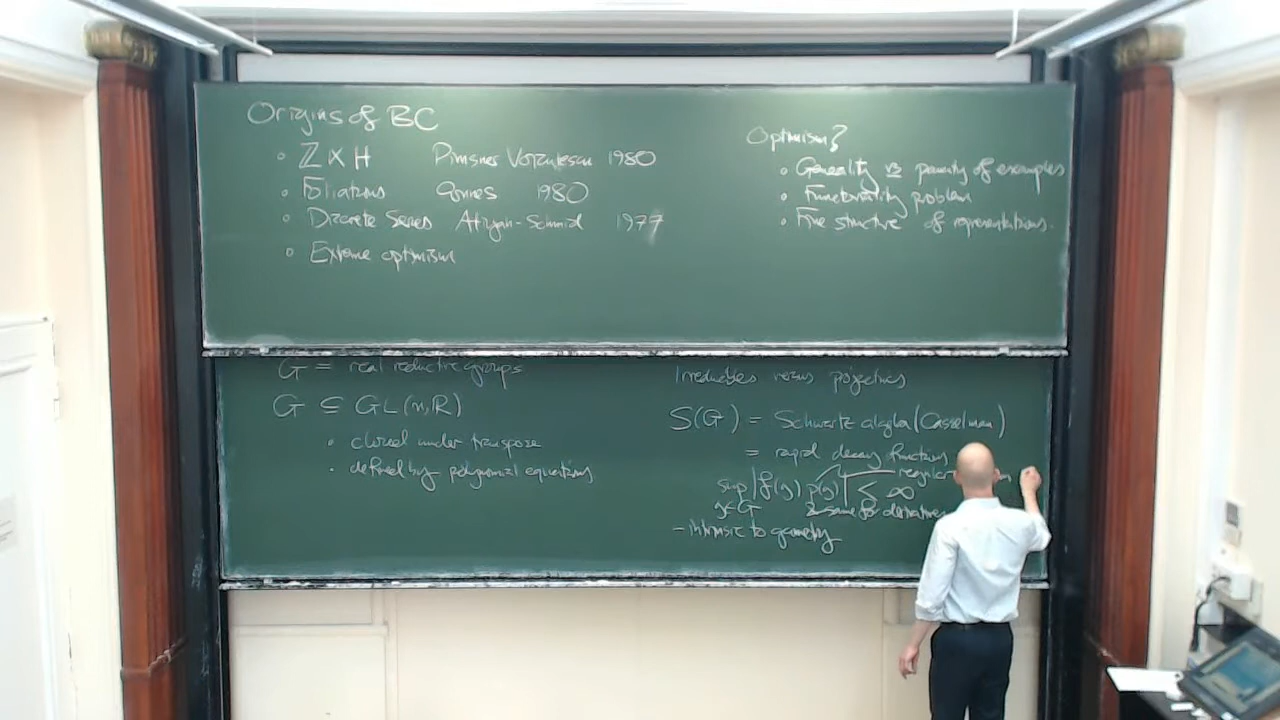 Origins of BC
◦ ℤ × H Pimsner Voiculescu 1980
◦ Foliations Connes 1980
◦ Discrete Series Atiyah-Schmid 1977
◦ Extreme optimism
Optimism?
◦ Generality vs paucity of examples
◦ Functoriality problem
◦ Fine structure of representations.
G = real reductive groups
G ⊆ GL(n,R)
• closed under transpose
• defined by polynomial equations
Irreducibles versus projectives
S(G) = Schwartz algebra (Casselman)
= rapid decay functions
sup |f(g) p(g)| < ∞ regular
g∈G & same for derivatives
- intrinsic to geometry